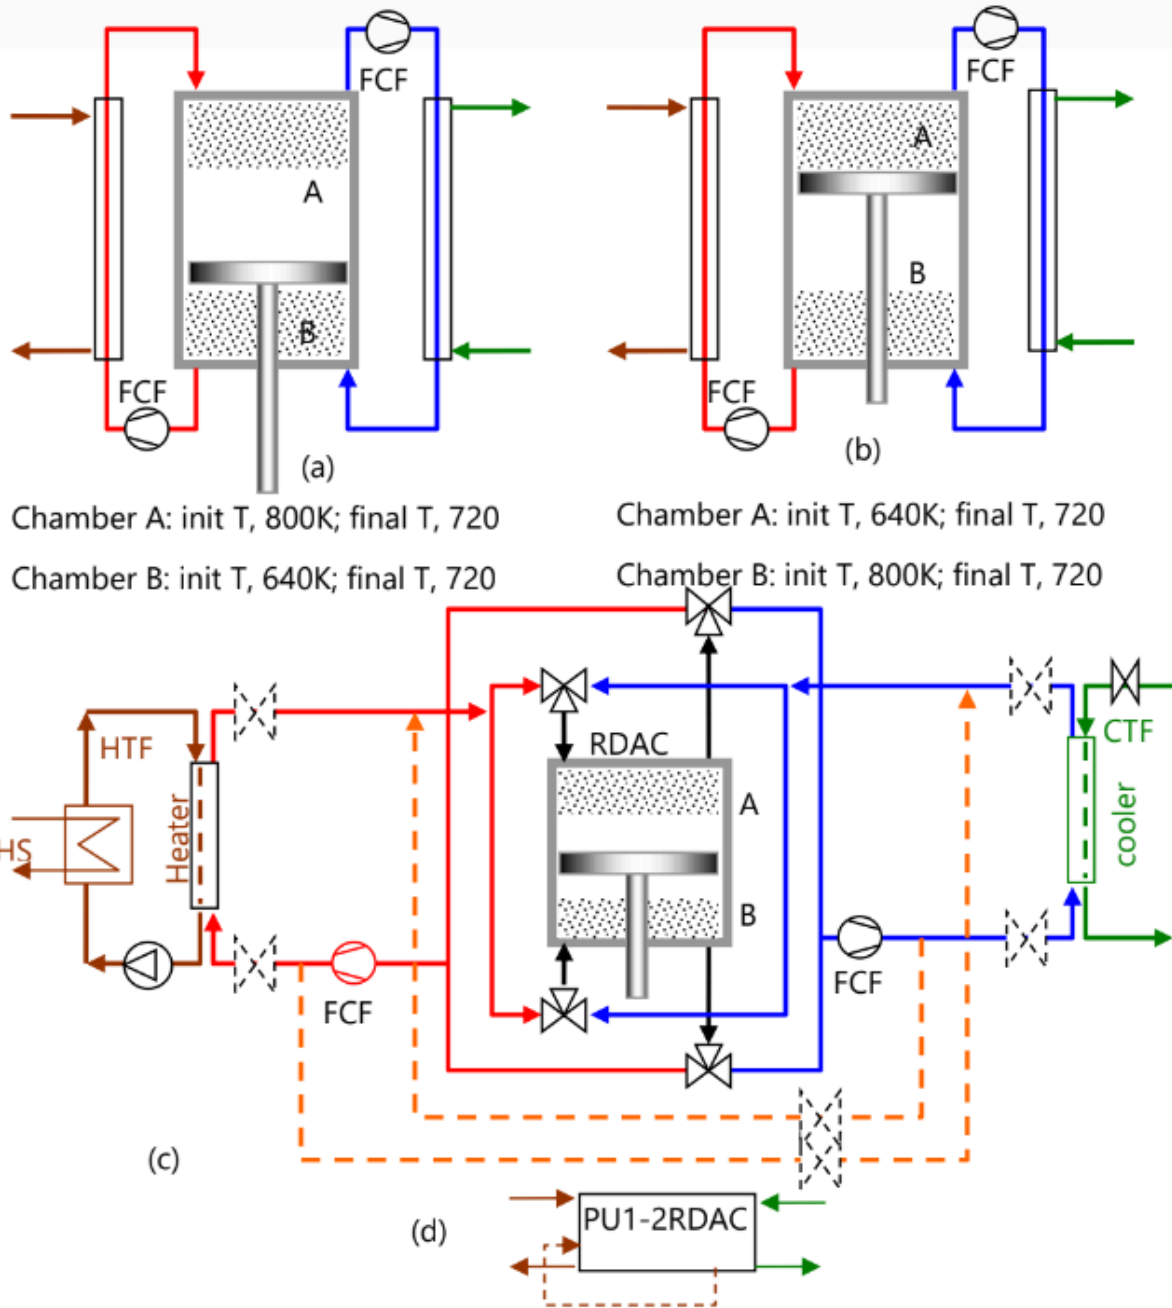 FCF
FCF
A
A
B
B
FCF
FCF
(a)
(b)
Chamber A: init T, 800K; final T, 720
Chamber A: init T, 640K; final T, 720
Chamber B: init T, 640K; final T, 720
Chamber B: init T, 800K; final T, 720
HTF
RDAC
CTF
Heater
A
cooler
HS
B
FCF
FCF
(c)
(d)
PU1-2RDAC